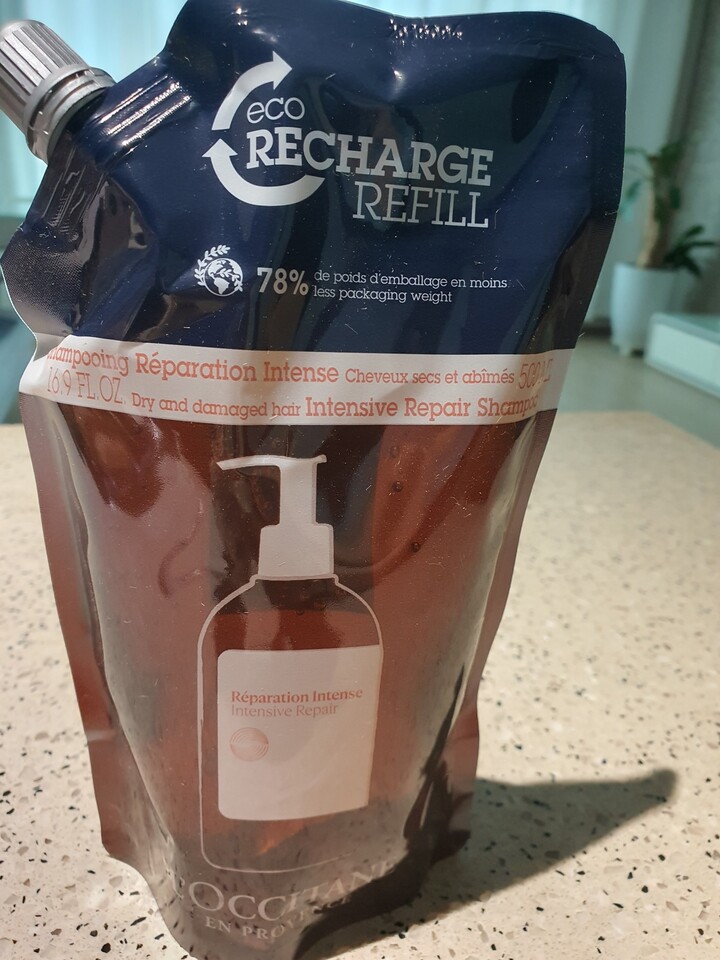 eco
RECHARGE
REFILL
78% de poids d'emballage en moins
less packaging weight
Réparation Intense Cheveux secs et abîmés
16.9 FL.OZ. Dry and damaged hair Intensive Repair
Réparation Intense
Intensive Repair
L'OCCITANE
EN PROVENCE